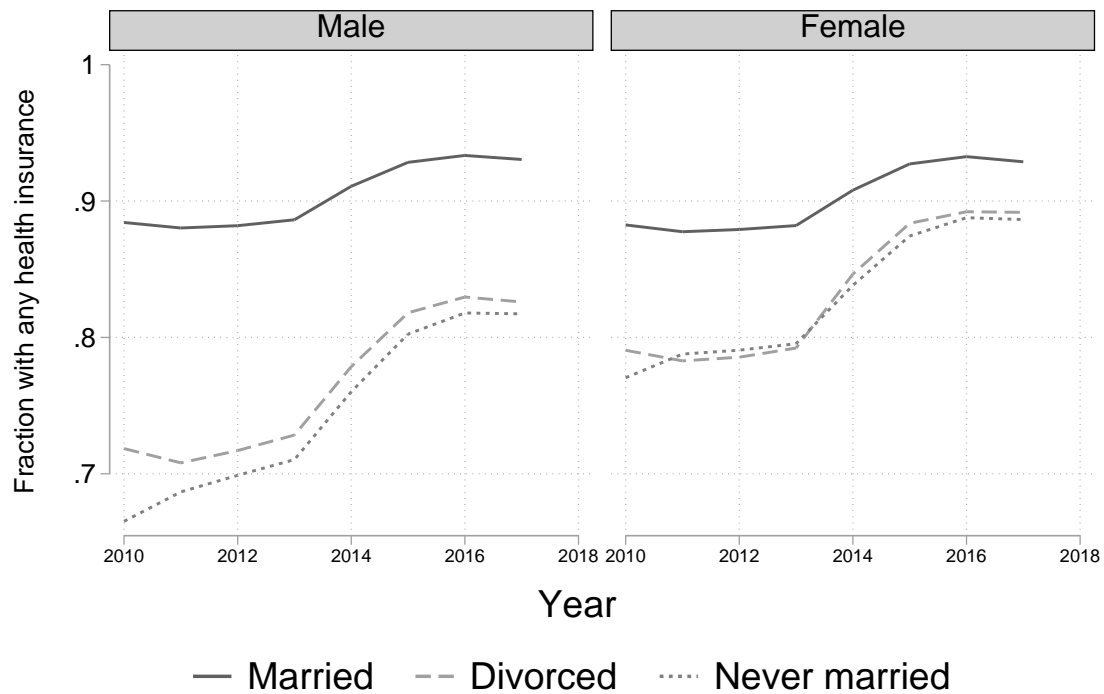 Male
Female
Fraction with any health insurance
1
.9
.8
.7
2010 2012 2014 2016 2018
2010 2012 2014 2016 2018
Year
Married Divorced Never married